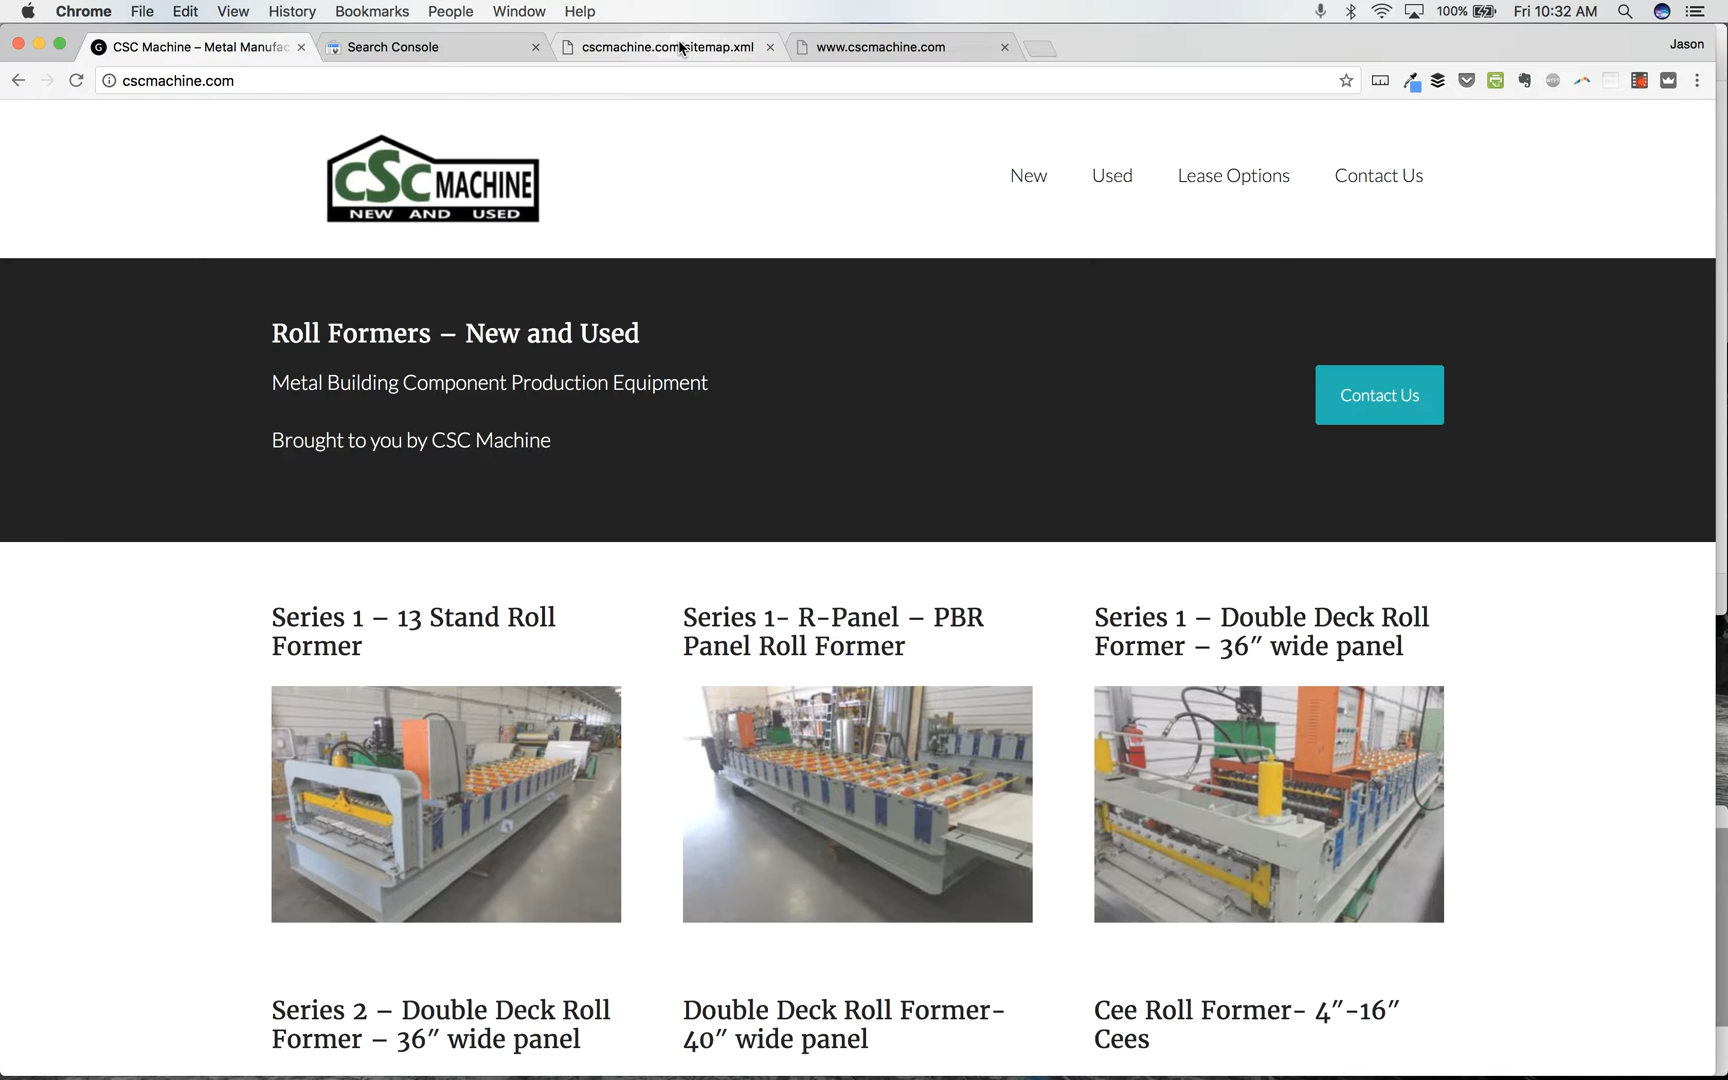 Chrome File Edit View History Bookmarks People Window Help 100% Fri 10:32 AM
CSC Machine – Metal Manufac Search Console cscmachine.com/sitemap.xml www.cscmachine.com Jason
cscmachine.com
CSC MACHINE
NEW AND USED
New Used Lease Options Contact Us
Roll Formers – New and Used
Metal Building Component Production Equipment
Contact Us
Brought to you by CSC Machine
Series 1 – 13 Stand Roll
Former
Series 1- R-Panel – PBR
Panel Roll Former
Series 1 – Double Deck Roll
Former – 36″ wide panel
Series 2 – Double Deck Roll
Former – 36″ wide panel
Double Deck Roll Former-
40″ wide panel
Cee Roll Former- 4″-16″
Cees